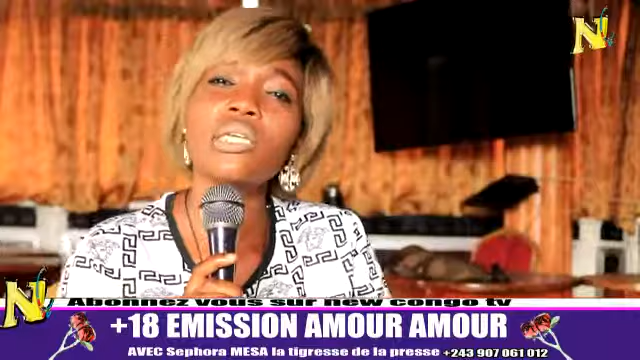 N
N
Abonnez vous sur new congo tv
+18 EMISSION AMOUR AMOUR
AVEC Sephora MESA la tigresse de la presse +243 907 061 012